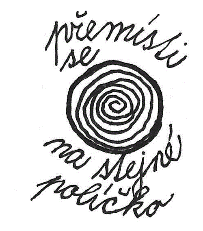 přemísti
se
na stejné
políčko